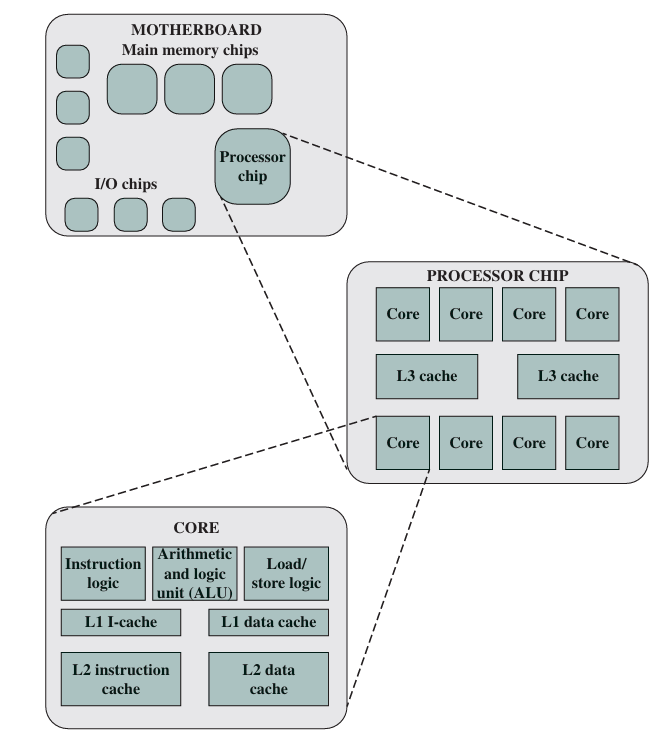 MOTHERBOARD
Main memory chips
Processor
chip
I/O chips
PROCESSOR CHIP
Core
Core
Core
Core
L3 cache
L3 cache
Core
Core
Core
Core
CORE
Instruction
logic
Arithmetic
and logic
unit (ALU)
Load/
store logic
L1 I-cache
L1 data cache
L2 instruction
cache
L2 data
cache